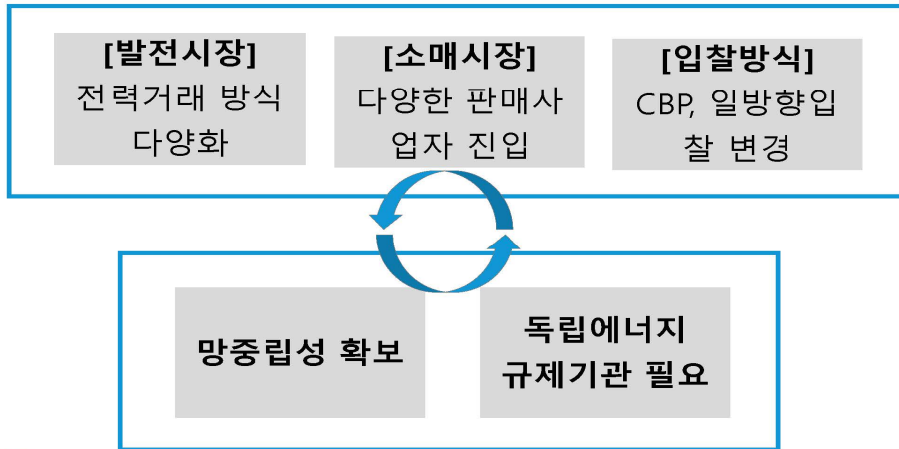 [발전시장]
전력거래 방식
다양화
[소매시장]
다양한 판매사
업자 진입
[입찰방식]
CBP, 일방향입
찰 변경
망중립성 확보
독립에너지
규제기관 필요